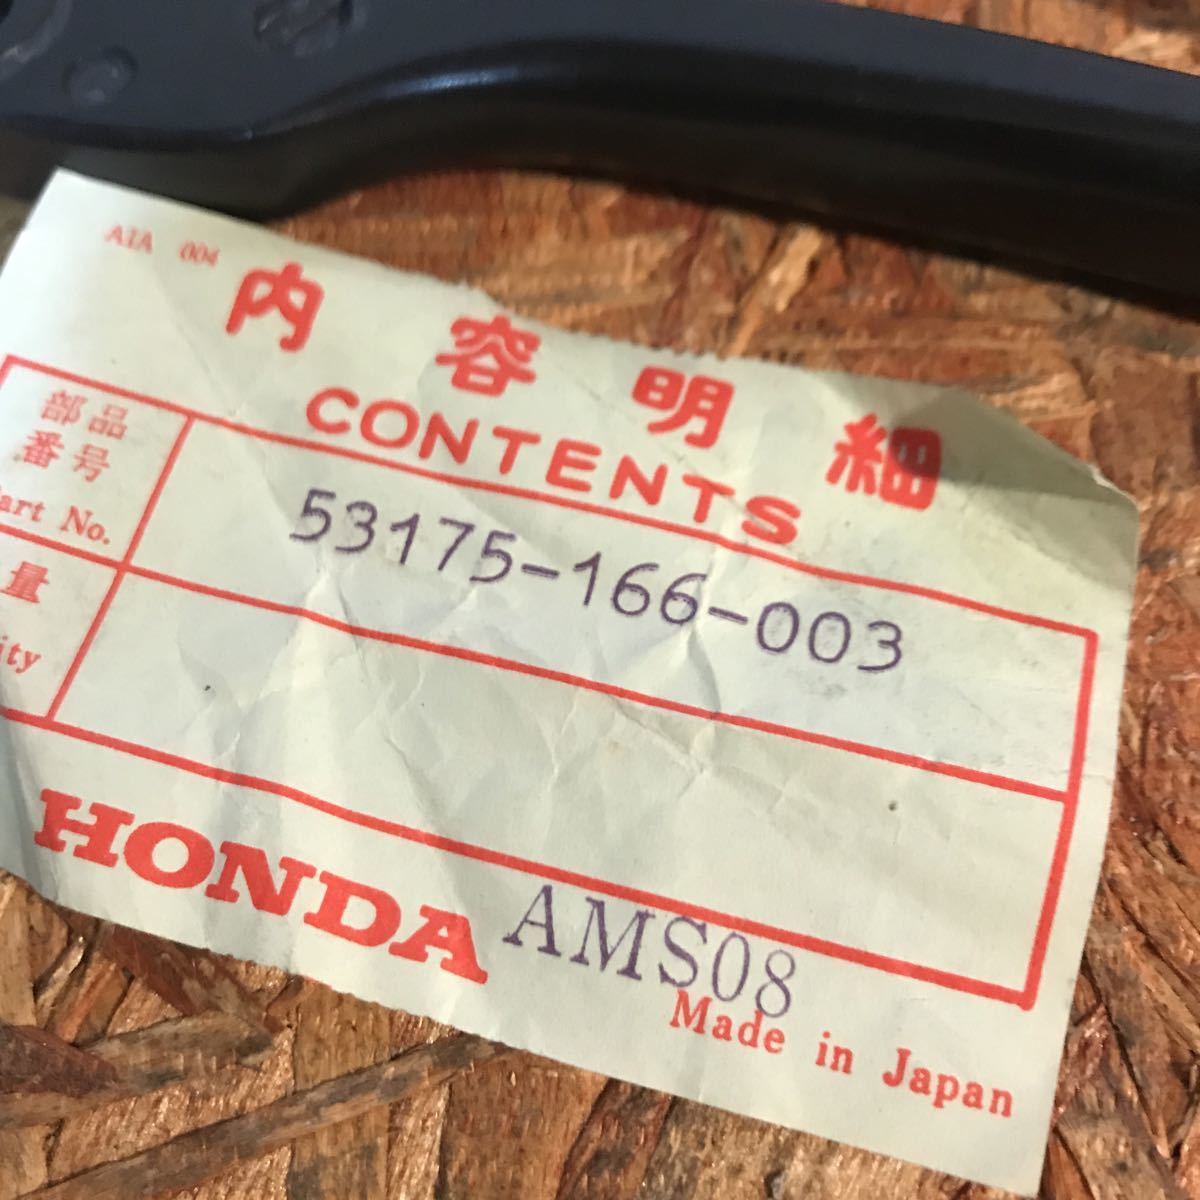 AIA 004
内容明細
CONTENTS
部品
番号
art No.
53175-166-003
量
ity
HONDA
AMS08
Made in Japan